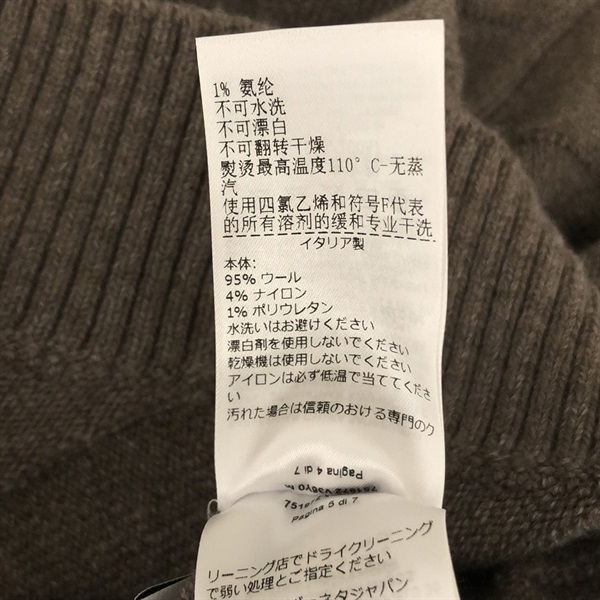 1% 氨纶
不可水洗
不可漂白
不可翻转干燥
熨烫最高温度110°C-无蒸
汽
使用四氯乙烯和符号F代表
的所有溶剂的缓和专业干洗
イタリア製
本体:
95% ウール
4% ナイロン
1% ポリウレタン
水洗いはお避けください
漂白剤を使用しないでください
乾燥機は使用しないでください
アイロンは必ず低温で当ててくださ
い
汚れた場合は信頼のおける専門のク
Pagina 4 di 7
Pagina 5 di 7
リーニング店でドライクリーニング
で弱い処理とご指定ください
ネタジャパン